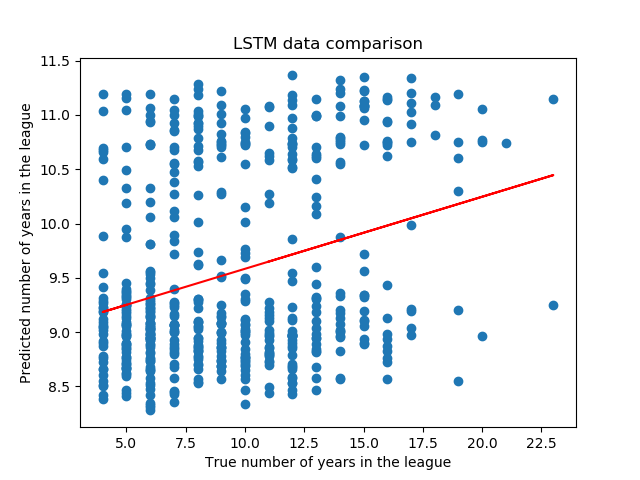 LSTM data comparison
Predicted number of years in the league
11.5
11.0
10.5
10.0
9.5
9.0
8.5
5.0 7.5 10.0 12.5 15.0 17.5 20.0 22.5
True number of years in the league